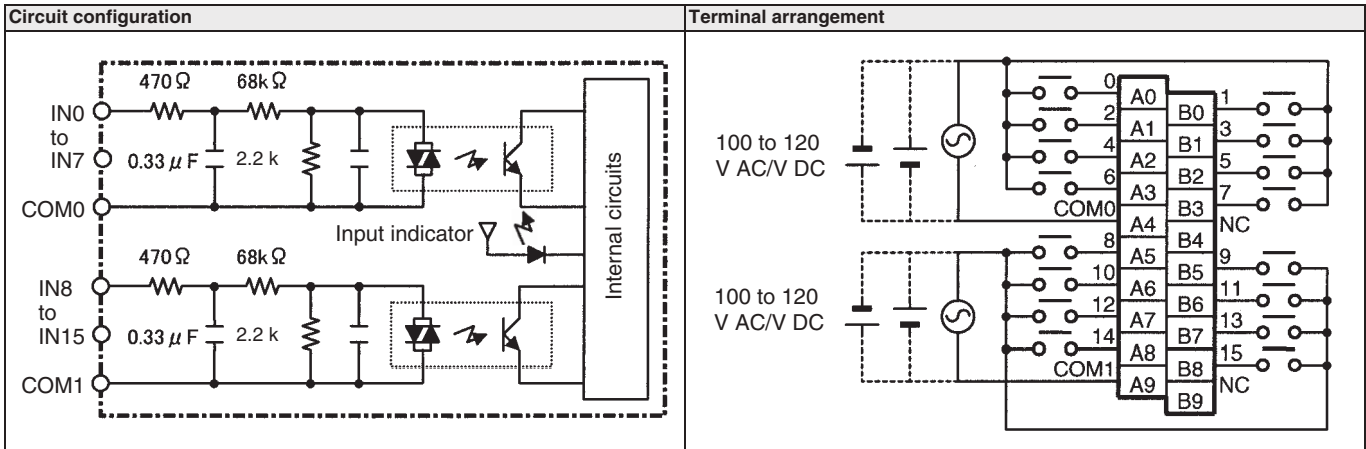 Circuit configuration
Terminal arrangement
470 Ω 68k Ω
IN0
to
IN7
0.33 μ F 2.2 k
COM0
Input indicator
Internal circuits
470 Ω 68k Ω
IN8
to
IN15
0.33 μ F 2.2 k
COM1
100 to 120
V AC/V DC
0
A0
1
B0
2
A1
3
B1
4
A2
5
B2
6
A3
7
B3
COM0
A4
NC
B4
8
A5
9
B5
10
A6
11
B6
12
A7
13
B7
14
A8
15
B8
COM1
A9
NC
B9
100 to 120
V AC/V DC